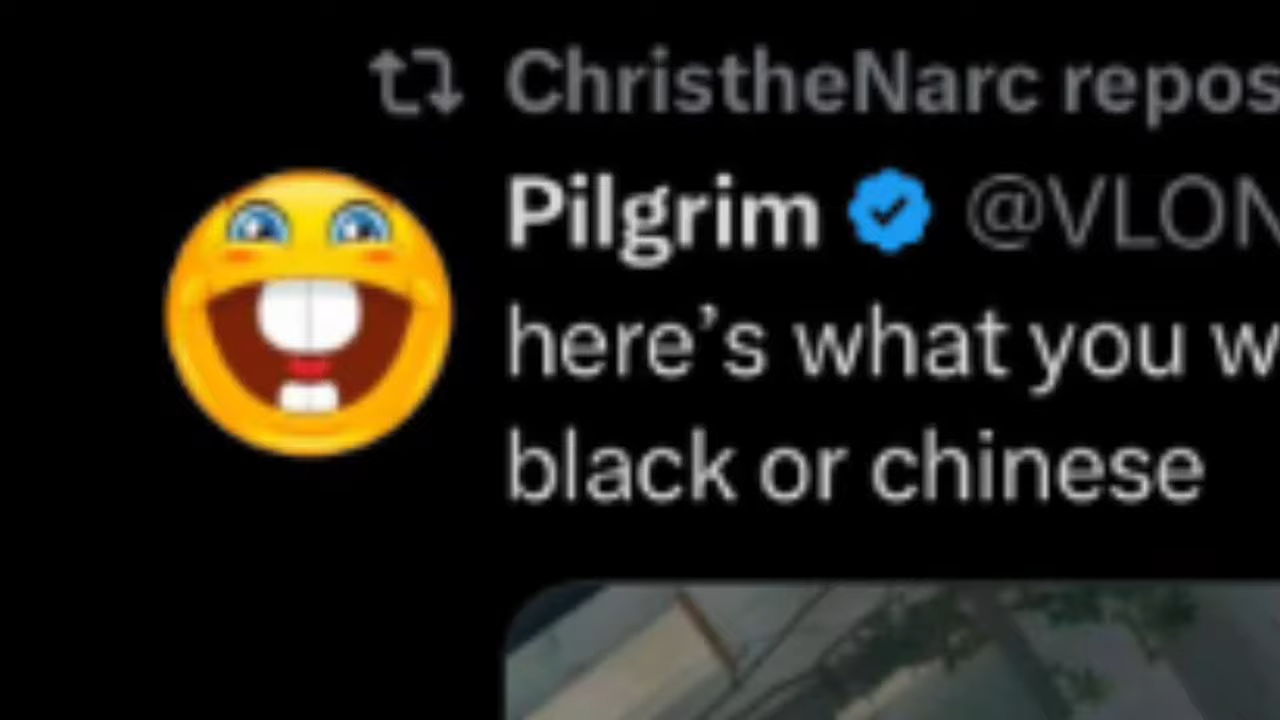 ChristheNarc repos
Pilgrim @VLON
here's what you w
black or chinese